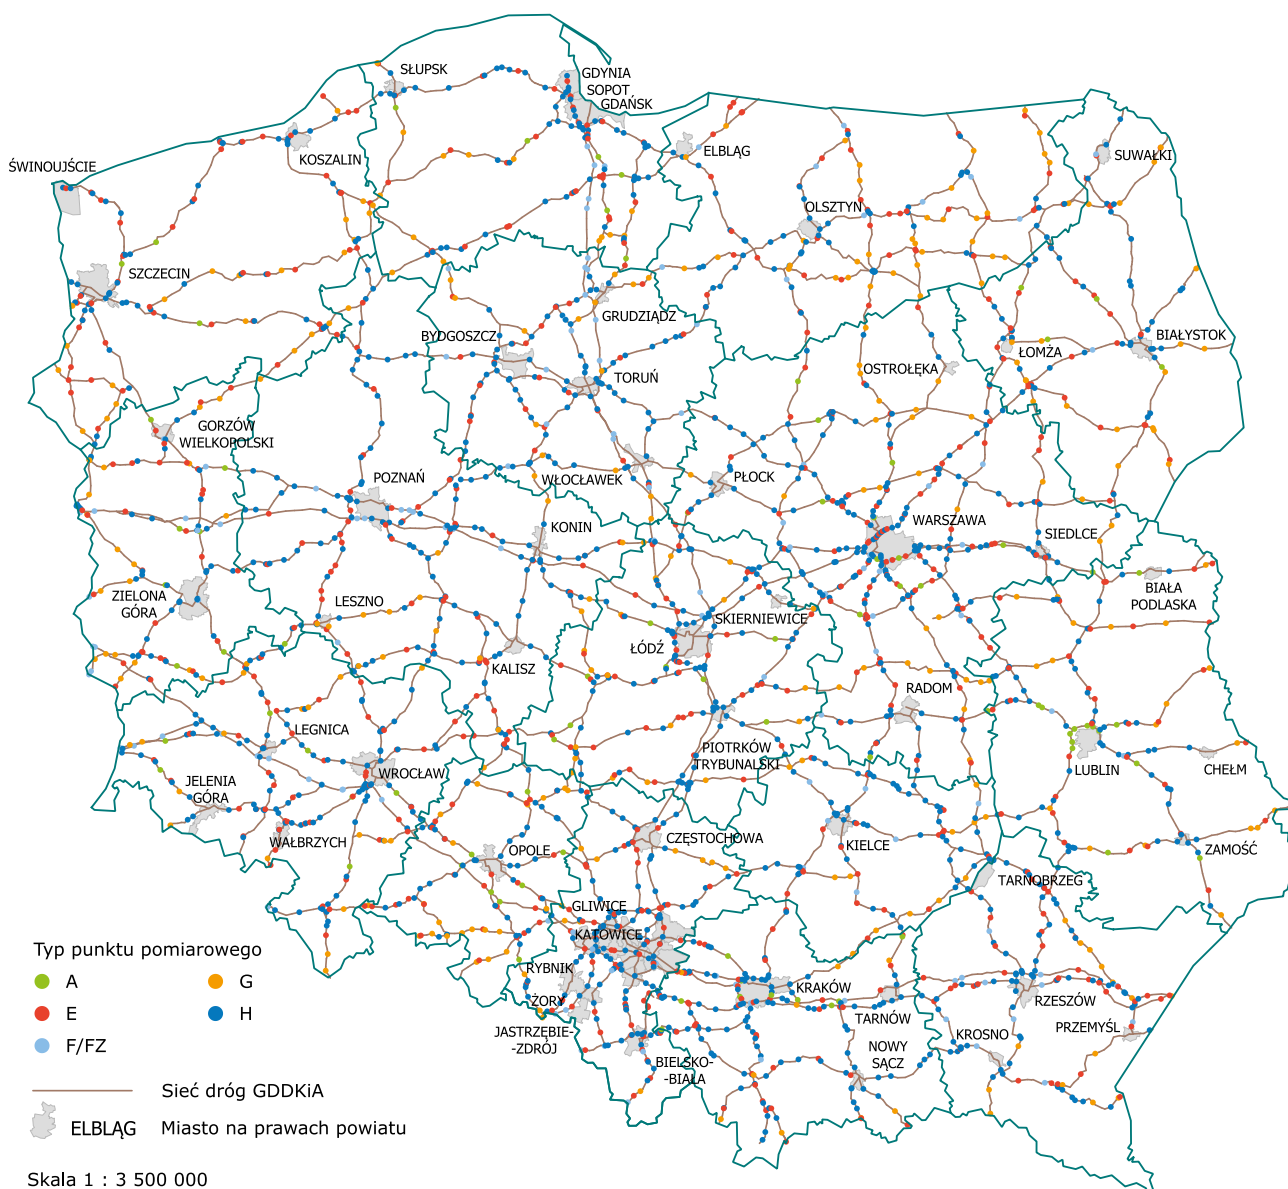 SŁUPSK
GDYNIA
SOPOT
GDAŃSK
KOSZALIN
ELBLĄG
SUWAŁKI
ŚWINOUJŚCIE
OLSZTYN
SZCZECIN
GRUDZIĄDZ
BYDGOSZCZ
BIAŁYSTOK
ŁOMŻA
OSTROŁĘKA
TORUŃ
GORZÓW
WIELKOPOLSKI
POZNAŃ
WŁOCŁAWEK
PŁOCK
KONIN
WARSZAWA
SIEDLCE
ZIELONA
GÓRA
LESZNO
BIAŁA
PODLASKA
SKIERNIEWICE
ŁÓDŹ
KALISZ
RADOM
LEGNICA
PIOTRKÓW
TRYBUNALSKI
WROCŁAW
LUBLIN
CHEŁM
JELENIA
GÓRA
WAŁBRZYCH
CZĘSTOCHOWA
KIELCE
OPOLE
ZAMOŚĆ
TARNOBRZEG
GLIWICE
KATOWICE
Typ punktu pomiarowego
A
G
E
H
F/FZ
RYBNIK
ŻORY
JASTRZĘBIE-
-ZDRÓJ
KRAKÓW
TARNÓW
RZESZÓW
PRZEMYŚL
KROSNO
NOWY
SĄCZ
BIELSKO-
-BIAŁA
Sieć dróg GDDKiA
ELBLĄG Miasto na prawach powiatu
Skala 1 : 3 500 000